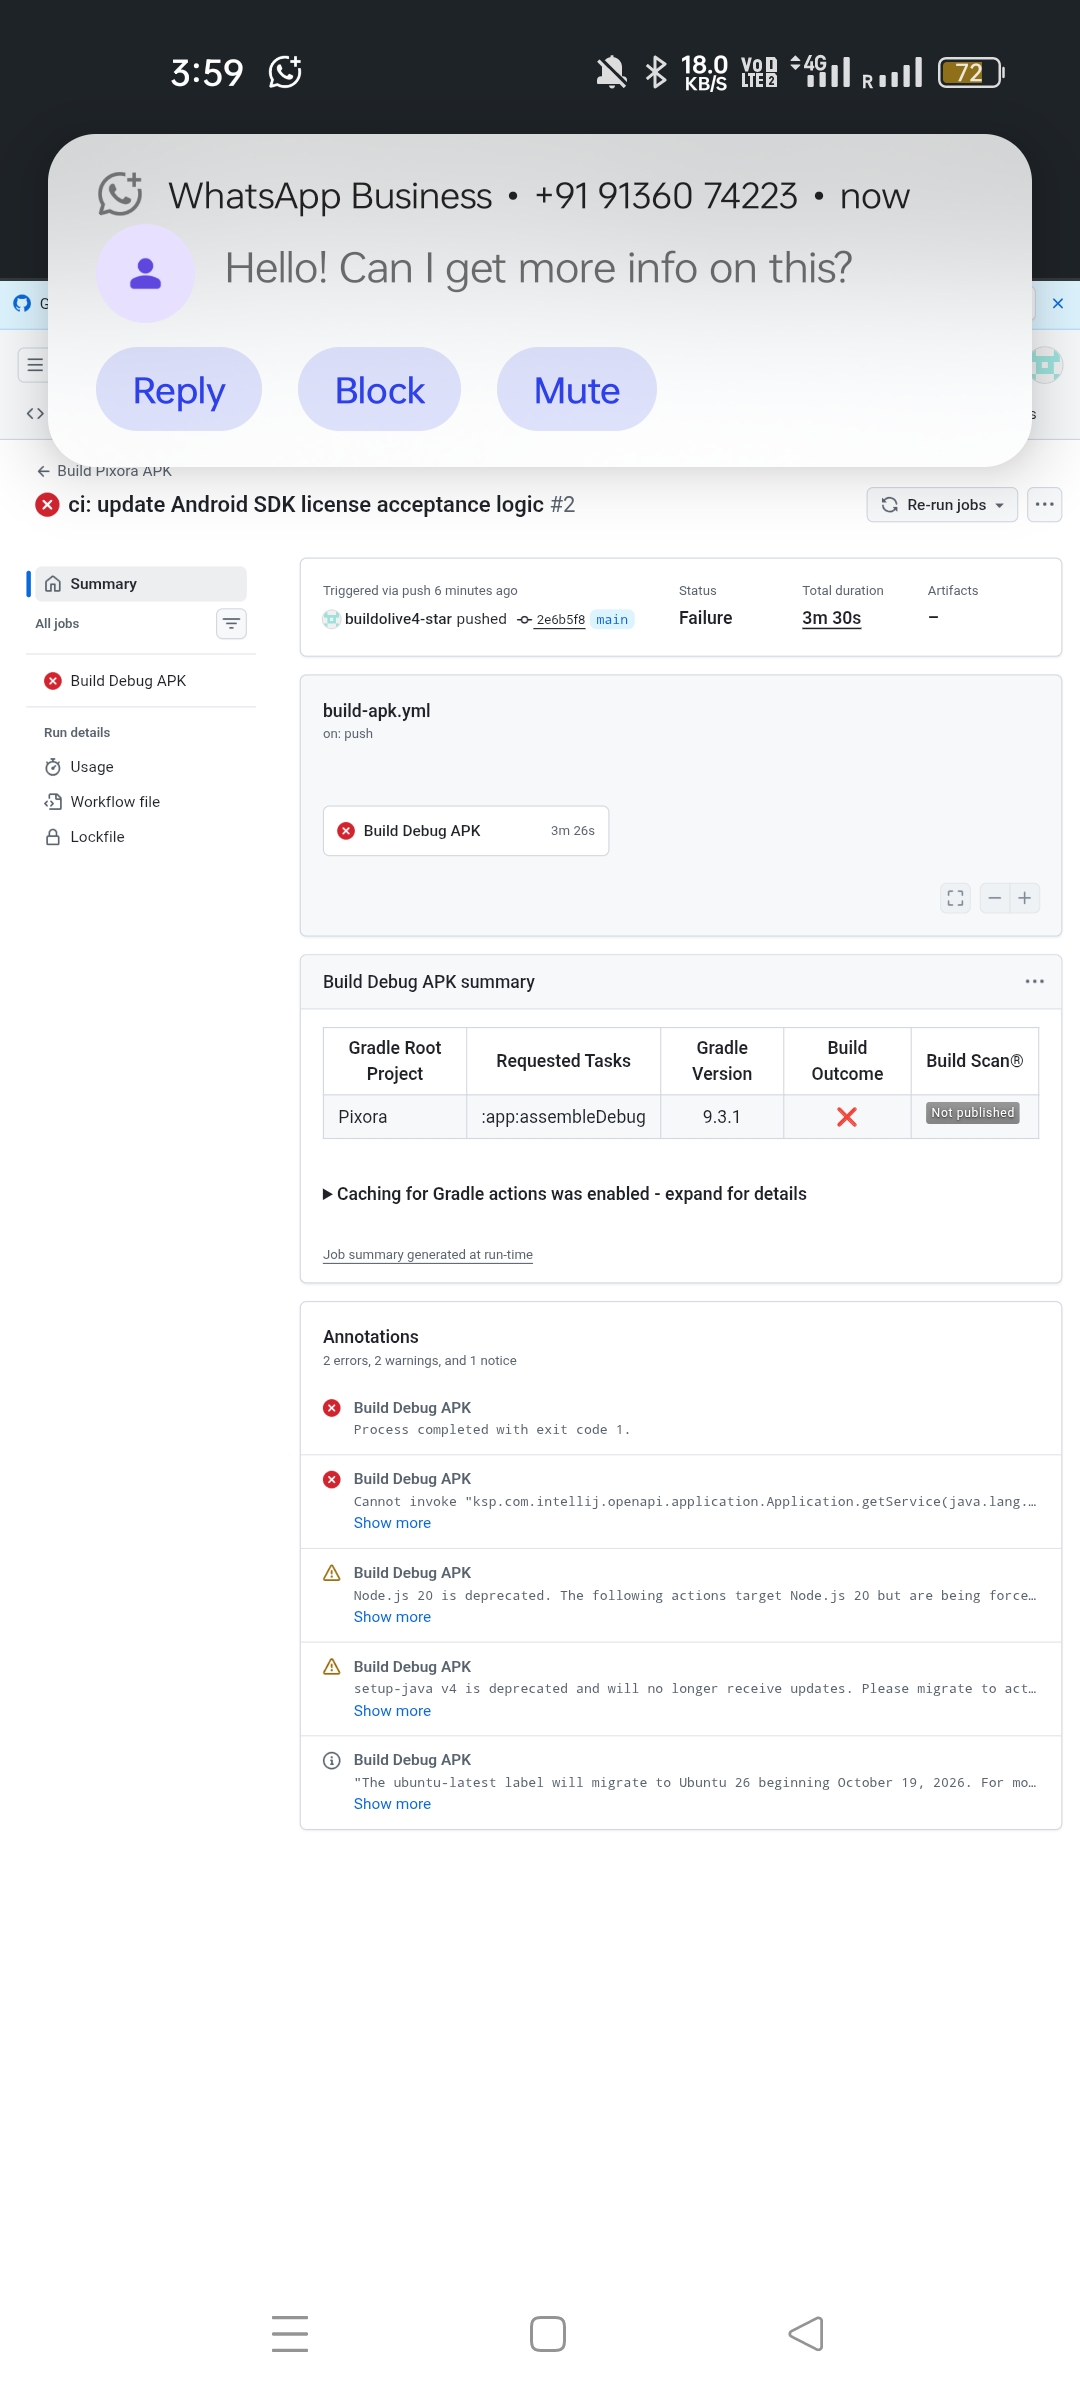 3:59
18.0
KB/S
VoD
LTE2
4G
R
72
WhatsApp Business • +91 91360 74223 • now
Hello! Can I get more info on this?
Reply
Block
Mute
G
s
Build Pixora APK
ci: update Android SDK license acceptance logic #2
Re-run jobs
Summary
All jobs
Build Debug APK
Run details
Usage
Workflow file
Lockfile
Triggered via push 6 minutes ago
buildolive4-star pushed 2e6b5f8 main
Status
Failure
Total duration
3m 30s
Artifacts
–
build-apk.yml
on: push
Build Debug APK
3m 26s
Build Debug APK summary
Gradle Root Project
Requested Tasks
Gradle Version
Build Outcome
Build Scan®
Pixora
:app:assembleDebug
9.3.1
Not published
Caching for Gradle actions was enabled - expand for details
Job summary generated at run-time
Annotations
2 errors, 2 warnings, and 1 notice
Build Debug APK
Process completed with exit code 1.
Build Debug APK
Cannot invoke "ksp.com.intellij.openapi.application.Application.getService(java.lang.…
Show more
Build Debug APK
Node.js 20 is deprecated. The following actions target Node.js 20 but are being force…
Show more
Build Debug APK
setup-java v4 is deprecated and will no longer receive updates. Please migrate to act…
Show more
Build Debug APK
"The ubuntu-latest label will migrate to Ubuntu 26 beginning October 19, 2026. For mo…
Show more